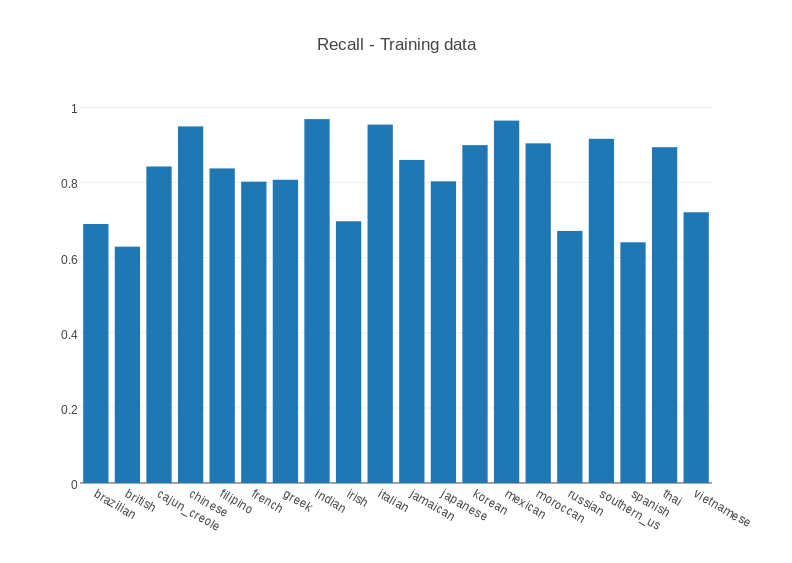 Recall - Training data
1
0.8
0.6
0.4
0.2
0
brazilian
british
cajun_creole
chinese
filipino
french
greek
indian
irish
italian
jamaican
japanese
korean
mexican
moroccan
russian
southern_us
spanish
thai
vietnamese